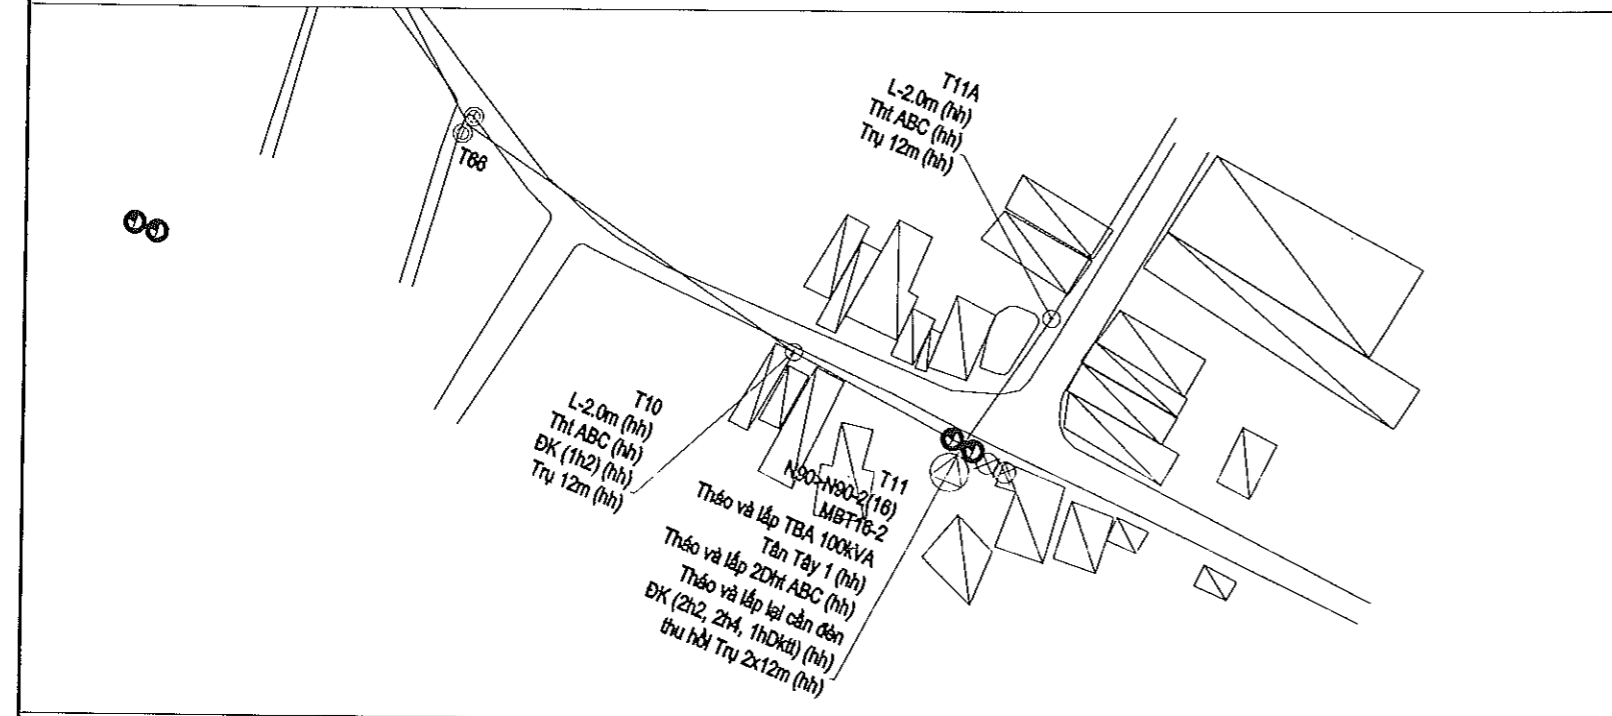 T11A
L-2.0m (hh)
Tht ABC (hh)
Trụ 12m (hh)
T66
T10
L-2.0m (hh)
Tht ABC (hh)
ĐK (1h2) (hh)
Trụ 12m (hh)
T11
N90>N90-2(16)
MBT16-2
Tháo và lắp TBA 100kVA
Tân Tây 1 (hh)
Tháo và lắp 2Dht ABC (hh)
Tháo và lắp lại cần đèn
ĐK (2h2, 2h4, 1hDktt) (hh)
thu hồi Trụ 2x12m (hh)